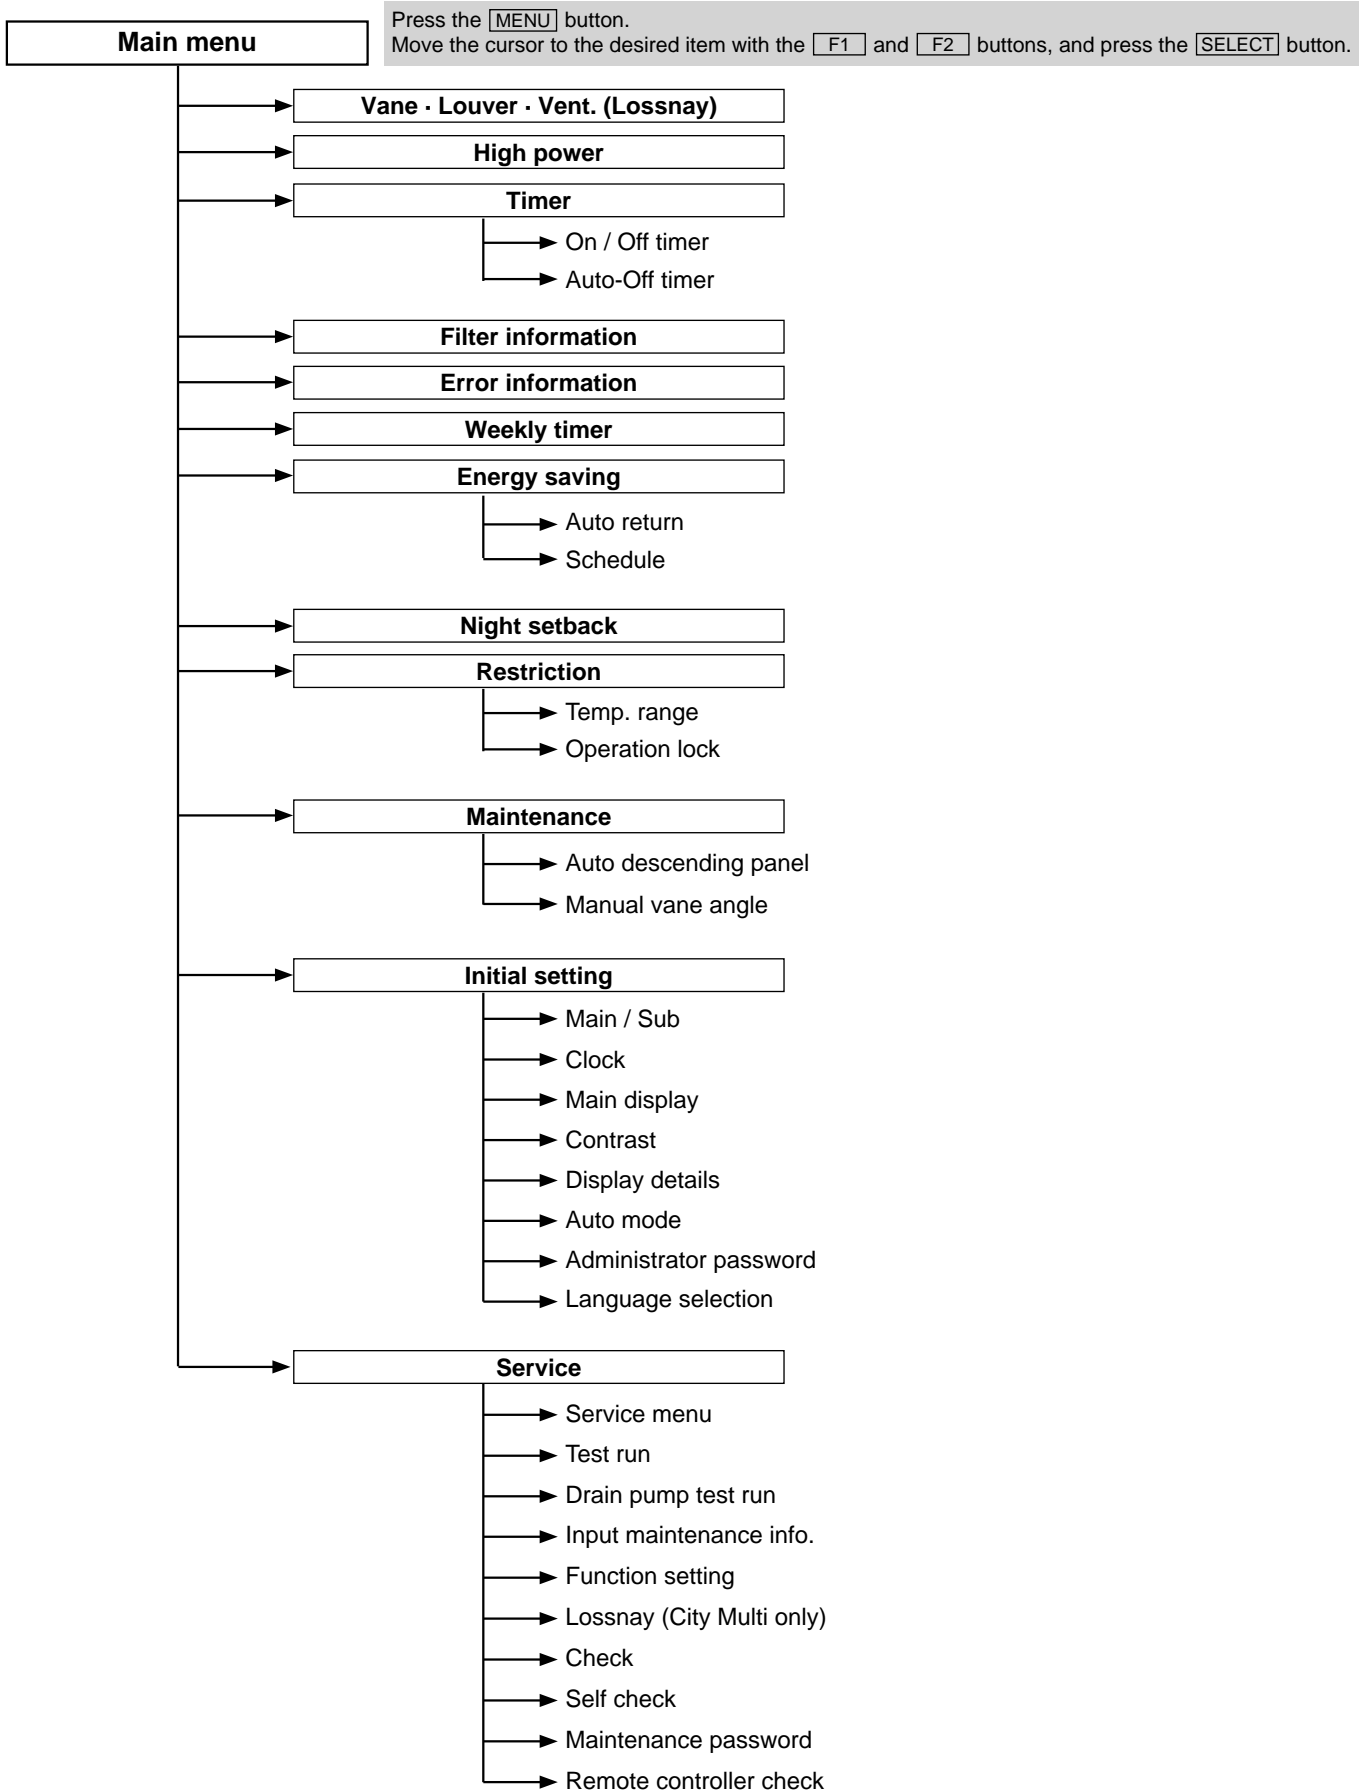 Main menu
Press the MENU button.
Move the cursor to the desired item with the F1 and F2 buttons, and press the SELECT button.
Vane · Louver · Vent. (Lossnay)
High power
Timer
On / Off timer
Auto-Off timer
Filter information
Error information
Weekly timer
Energy saving
Auto return
Schedule
Night setback
Restriction
Temp. range
Operation lock
Maintenance
Auto descending panel
Manual vane angle
Initial setting
Main / Sub
Clock
Main display
Contrast
Display details
Auto mode
Administrator password
Language selection
Service
Service menu
Test run
Drain pump test run
Input maintenance info.
Function setting
Lossnay (City Multi only)
Check
Self check
Maintenance password
Remote controller check